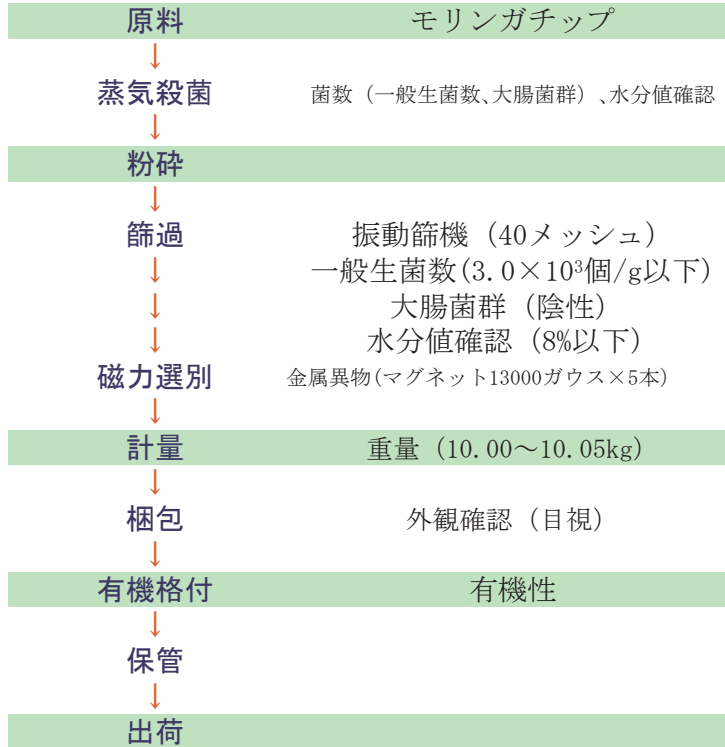 原料 モリンガチップ
↓
蒸気殺菌 菌数（一般生菌数、大腸菌群）、水分値確認
↓
粉砕
↓
篩過 振動篩機（40メッシュ）
↓ 一般生菌数(3.0×10³個/g以下)
↓ 大腸菌群（陰性）
↓ 水分値確認（8%以下）
磁力選別 金属異物(マグネット13000ガウス×5本)
↓
計量 重量（10.00～10.05kg）
↓
梱包 外観確認（目視）
↓
有機格付 有機性
↓
保管
↓
出荷